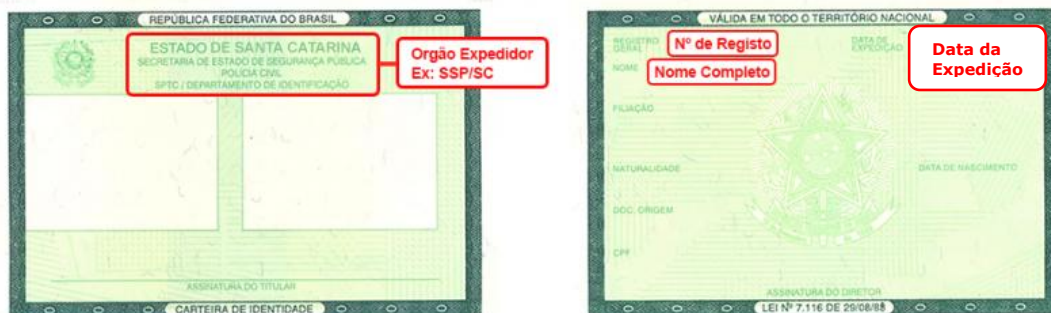 REPÚBLICA FEDERATIVA DO BRASIL
ESTADO DE SANTA CATARINA
SECRETARIA DE ESTADO DE SEGURANÇA PÚBLICA
POLÍCIA CIVIL
SPTC / DEPARTAMENTO DE IDENTIFICAÇÃO
Orgão Expedidor
Ex: SSP/SC
ASSINATURA DO TITULAR
CARTEIRA DE IDENTIDADE
VÁLIDA EM TODO O TERRITÓRIO NACIONAL
REGISTRO
GERAL
Nº de Registo
DATA DE
EXPEDIÇÃO
Data da
Expedição
NOME
Nome Completo
FILIAÇÃO
NATURALIDADE
DATA DE NASCIMENTO
DOC. ORIGEM
CPF
ASSINATURA DO DIRETOR
LEI Nº 7.116 DE 29/08/83